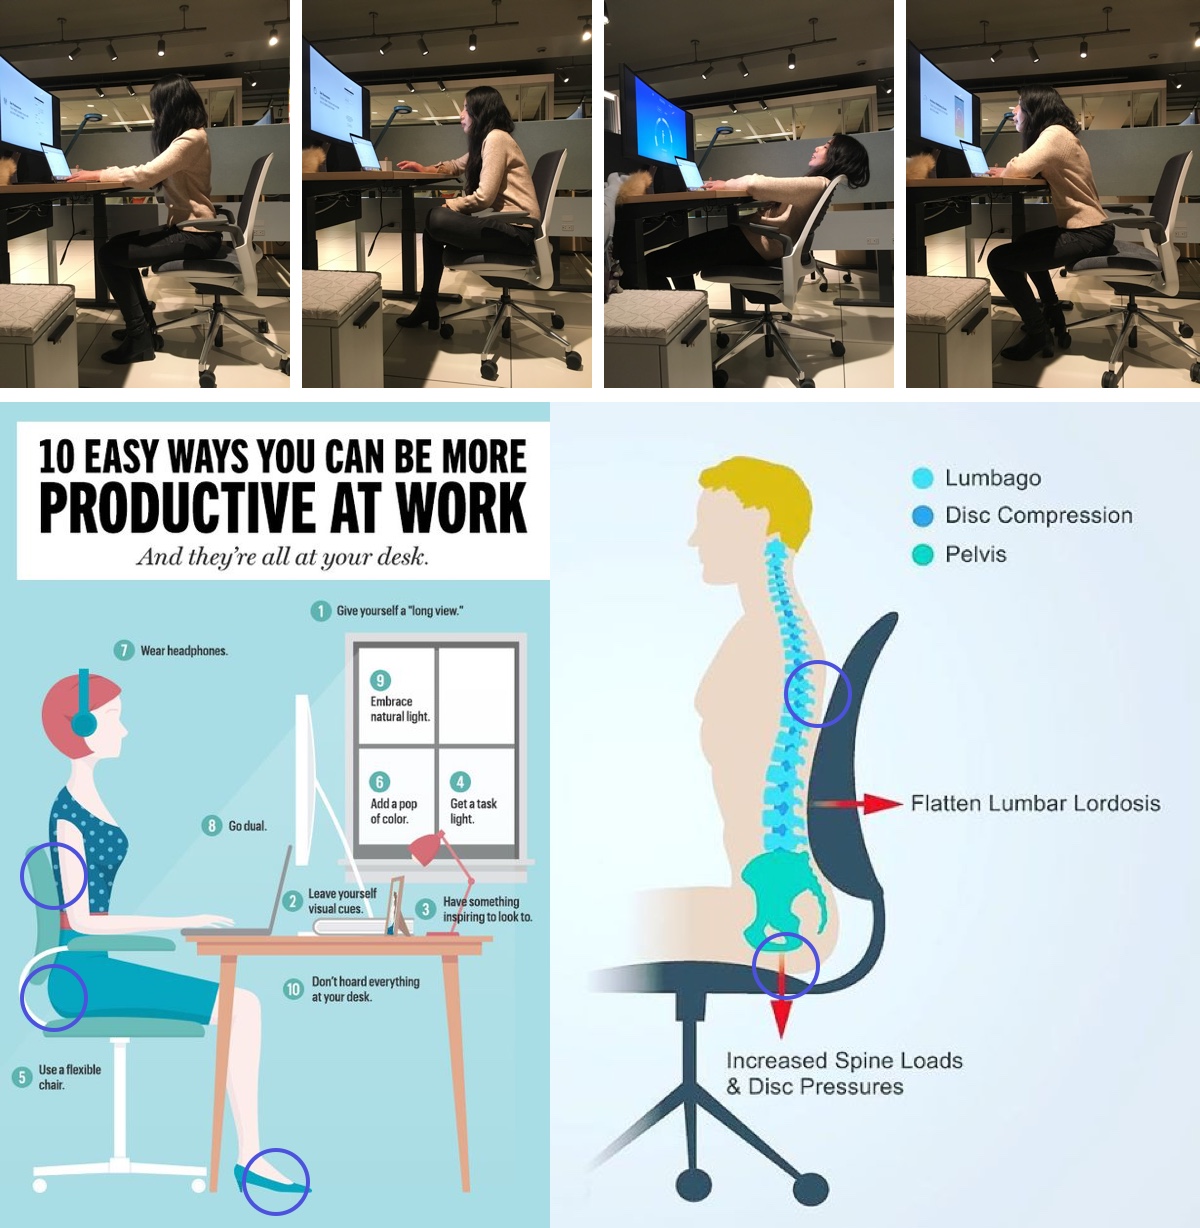 10 EASY WAYS YOU CAN BE MORE
PRODUCTIVE AT WORK
And they're all at your desk.
1 Give yourself a "long view."
7 Wear headphones.
9
Embrace
natural light.
6
Add a pop
of color.
4
Get a task
light.
8 Go dual.
2 Leave yourself
visual cues.
3 Have something
inspiring to look to.
10 Don't hoard everything
at your desk.
5 Use a flexible
chair.
Lumbago
Disc Compression
Pelvis
Flatten Lumbar Lordosis
Increased Spine Loads
& Disc Pressures